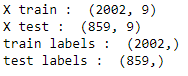 X train :  (2002, 9)
X test :  (859, 9)
train labels :  (2002,)
test labels :  (859,)